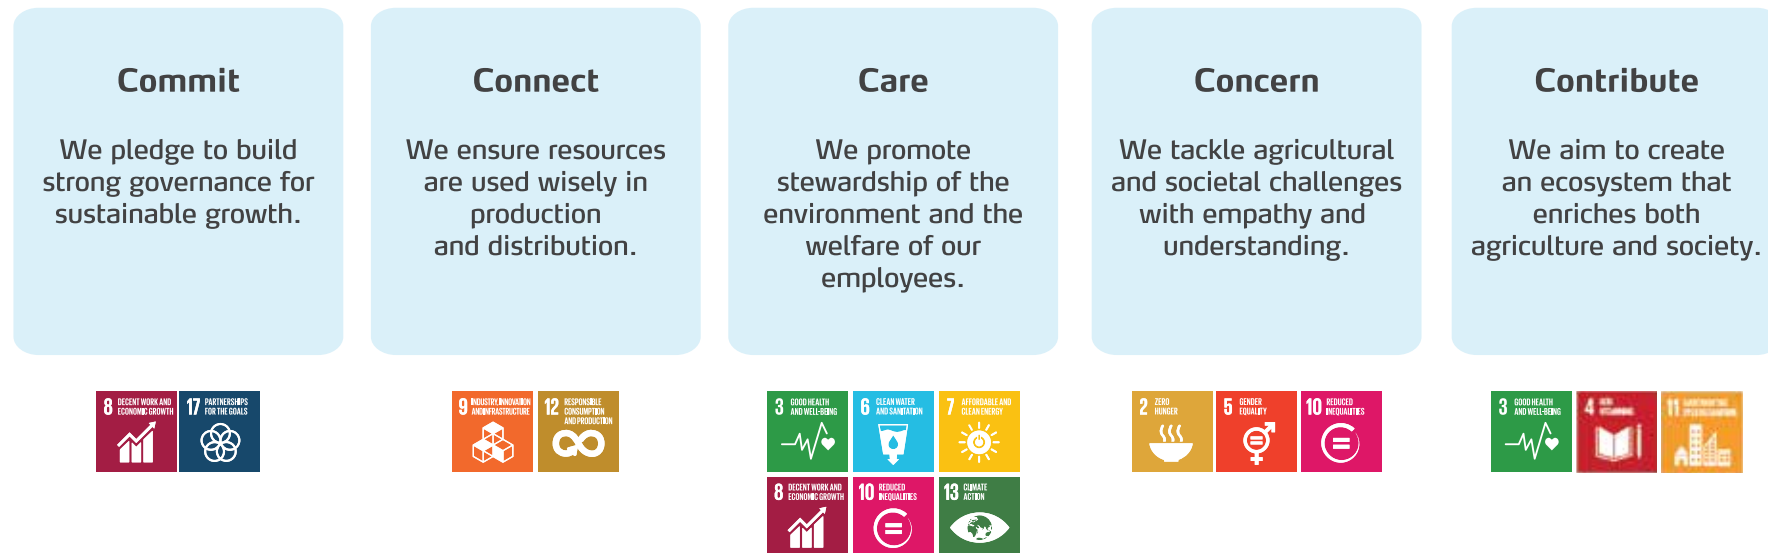 Commit
We pledge to build
strong governance for
sustainable growth.
Connect
We ensure resources
are used wisely in
production
and distribution.
Care
We promote
stewardship of the
environment and the
welfare of our
employees.
Concern
We tackle agricultural
and societal challenges
with empathy and
understanding.
Contribute
We aim to create
an ecosystem that
enriches both
agriculture and society.
8 DECENT WORK AND
ECONOMIC GROWTH
17 PARTNERSHIPS
FOR THE GOALS
9 INDUSTRY, INNOVATION
AND INFRASTRUCTURE
12 RESPONSIBLE
CONSUMPTION
AND PRODUCTION
3 GOOD HEALTH
AND WELL-BEING
6 CLEAN WATER
AND SANITATION
7 AFFORDABLE AND
CLEAN ENERGY
8 DECENT WORK AND
ECONOMIC GROWTH
10 REDUCED
INEQUALITIES
13 CLIMATE
ACTION
2 ZERO
HUNGER
5 GENDER
EQUALITY
10 REDUCED
INEQUALITIES
3 GOOD HEALTH
AND WELL-BEING
4
11